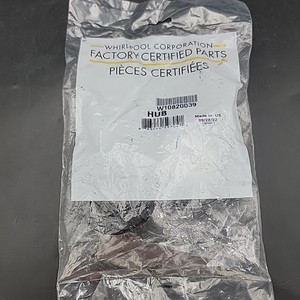 WHIRLPOOL CORPORATION
FACTORY CERTIFIED PARTS
PIÈCES CERTIFIÉES
W10820039
HUB
MADE IN US